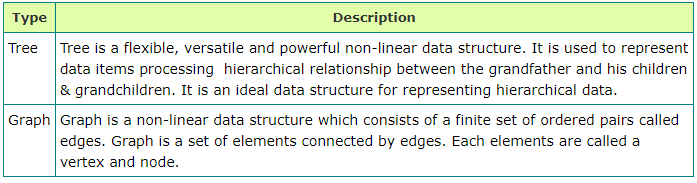 Type Description
Tree Tree is a flexible, versatile and powerful non-linear data structure. It is used to represent
data items processing  hierarchical relationship between the grandfather and his children
& grandchildren. It is an ideal data structure for representing hierarchical data.
Graph Graph is a non-linear data structure which consists of a finite set of ordered pairs called
edges. Graph is a set of elements connected by edges. Each elements are called a
vertex and node.